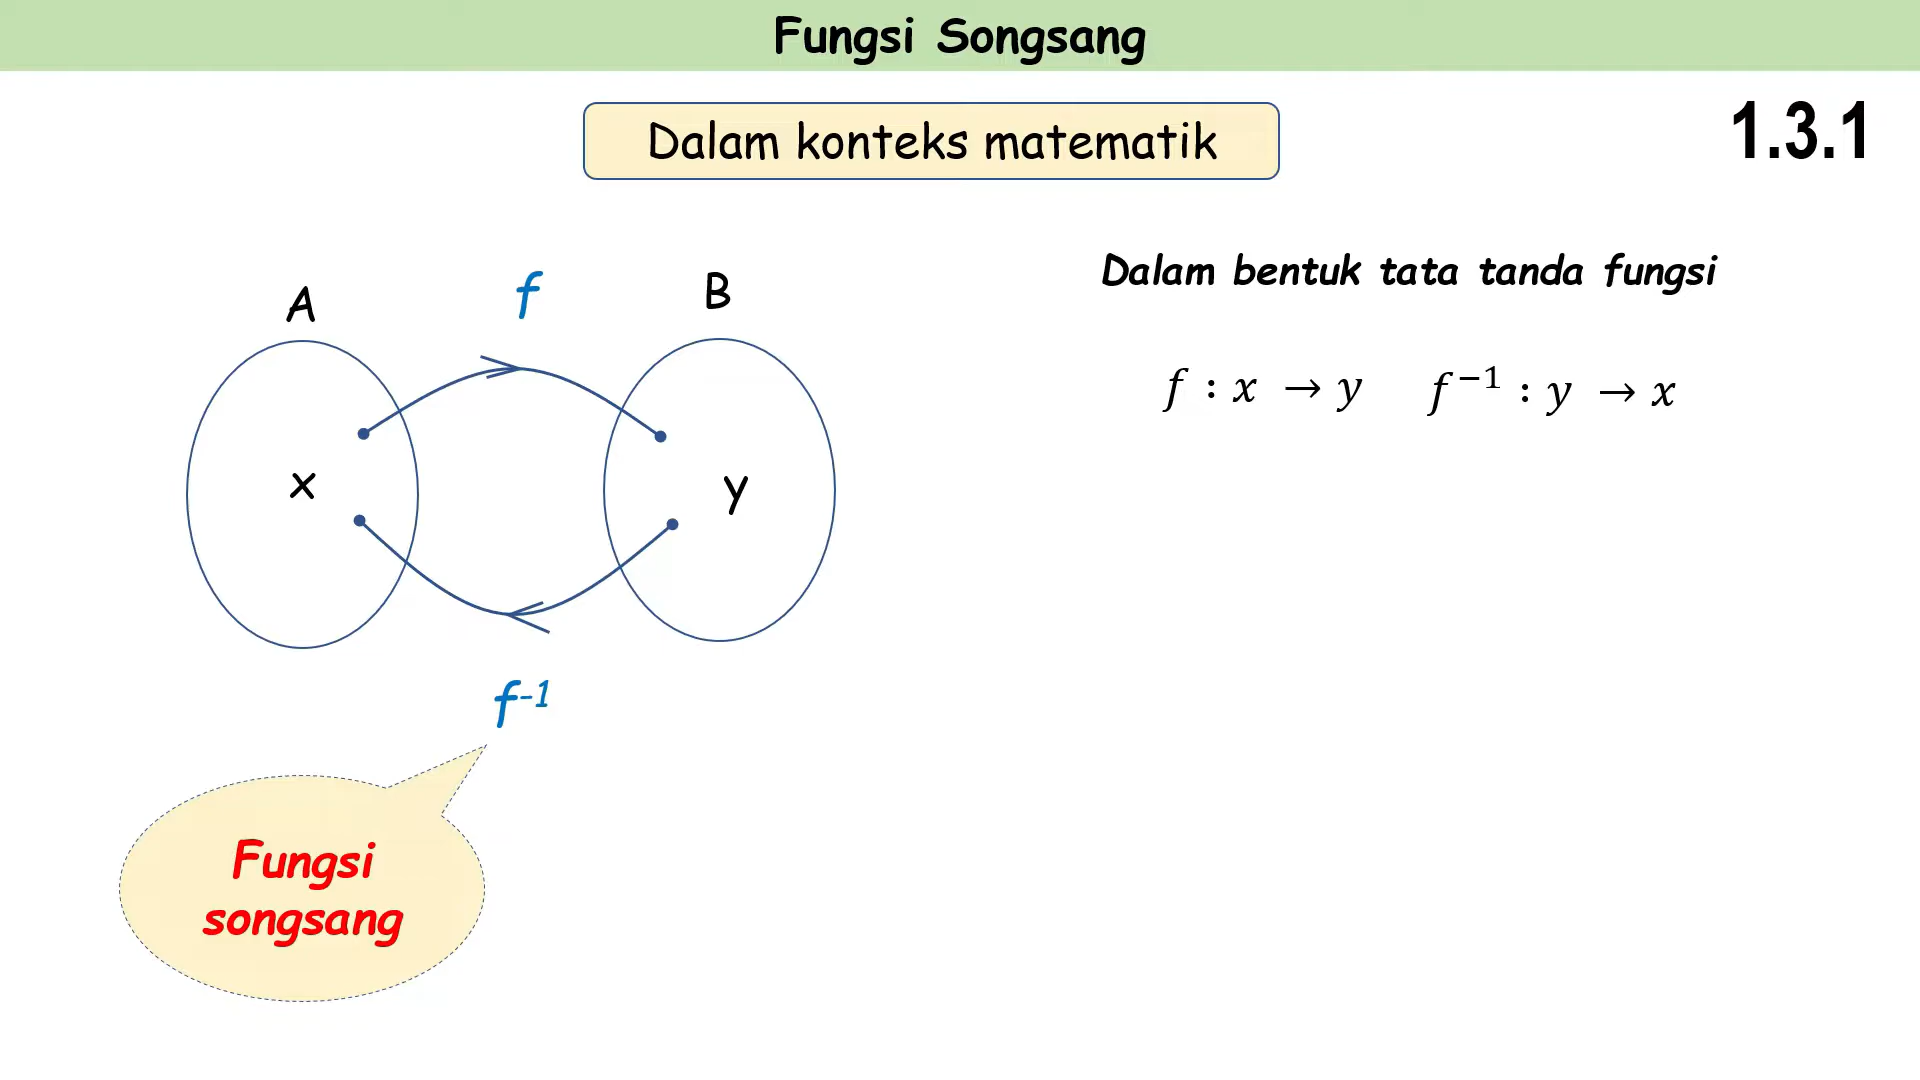 Fungsi Songsang
Dalam konteks matematik
1.3.1
Dalam bentuk tata tanda fungsi
A
f
B
f : x → y
f⁻¹ : y → x
x
y
f⁻¹
Fungsi
songsang